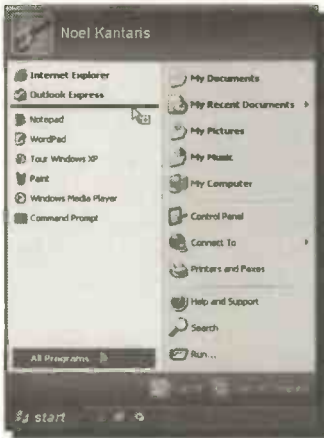 Noel Kantaris
Internet Explorer
Outlook Express
Notepad
WordPad
Tour Windows XP
Paint
Windows Media Player
Command Prompt
All Programs
My Documents
My Recent Documents
My Pictures
My Music
My Computer
Control Panel
Connect To
Printers and Faxes
Help and Support
Search
Run...
start